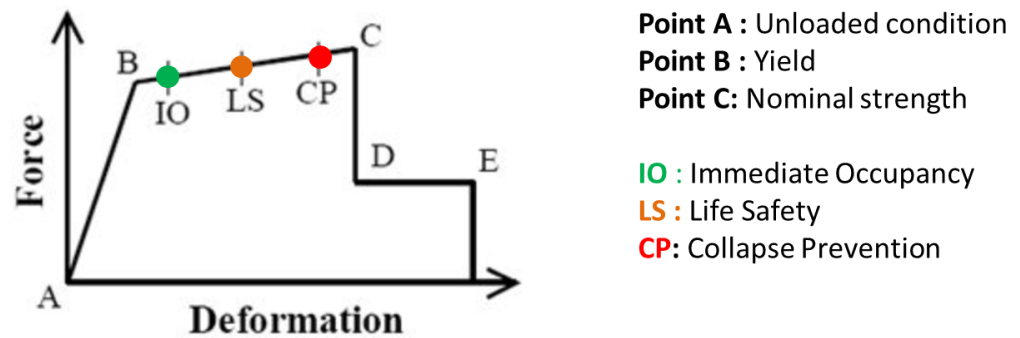 Force
B
C
IO
LS
CP
D
E
A
Deformation
Point A : Unloaded condition
Point B : Yield
Point C: Nominal strength
IO : Immediate Occupancy
LS : Life Safety
CP: Collapse Prevention